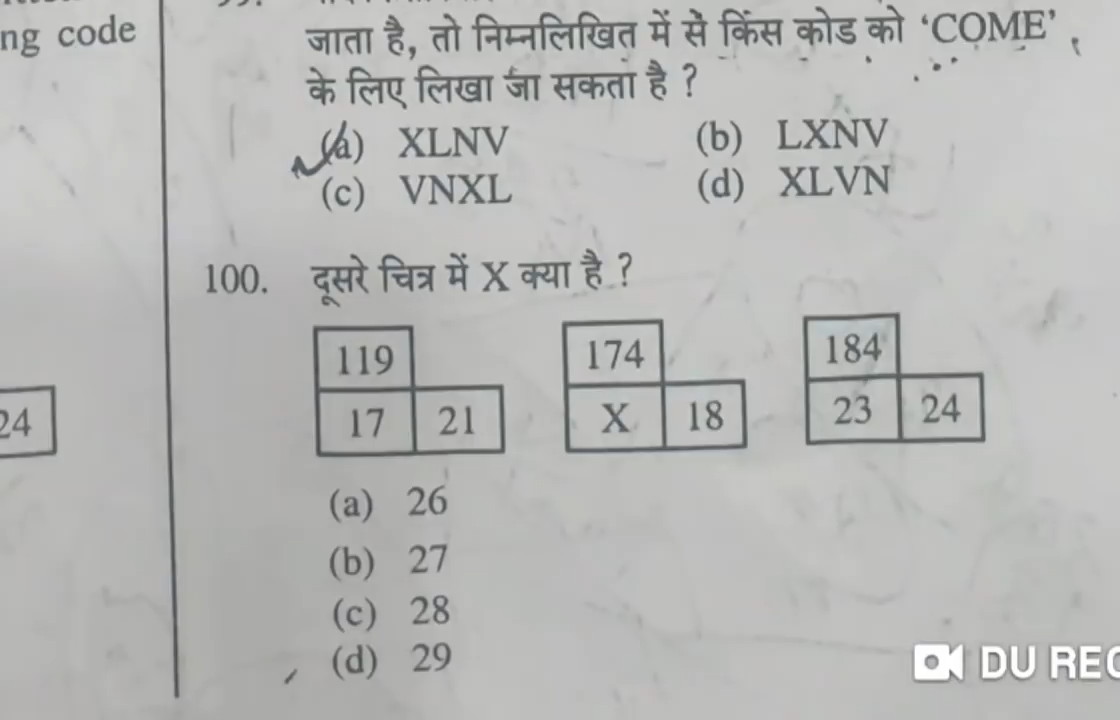 ng code
जाता है, तो निम्नलिखित में से किस कोड को 'COME'
के लिए लिखा जा सकता है ?
(a) XLNV (b) LXNV
(c) VNXL (d) XLVN
100. दूसरे चित्र में X क्या है ?
119 174 184
24 17 21 X 18 23 24
(a) 26
(b) 27
(c) 28
(d) 29
DU REC